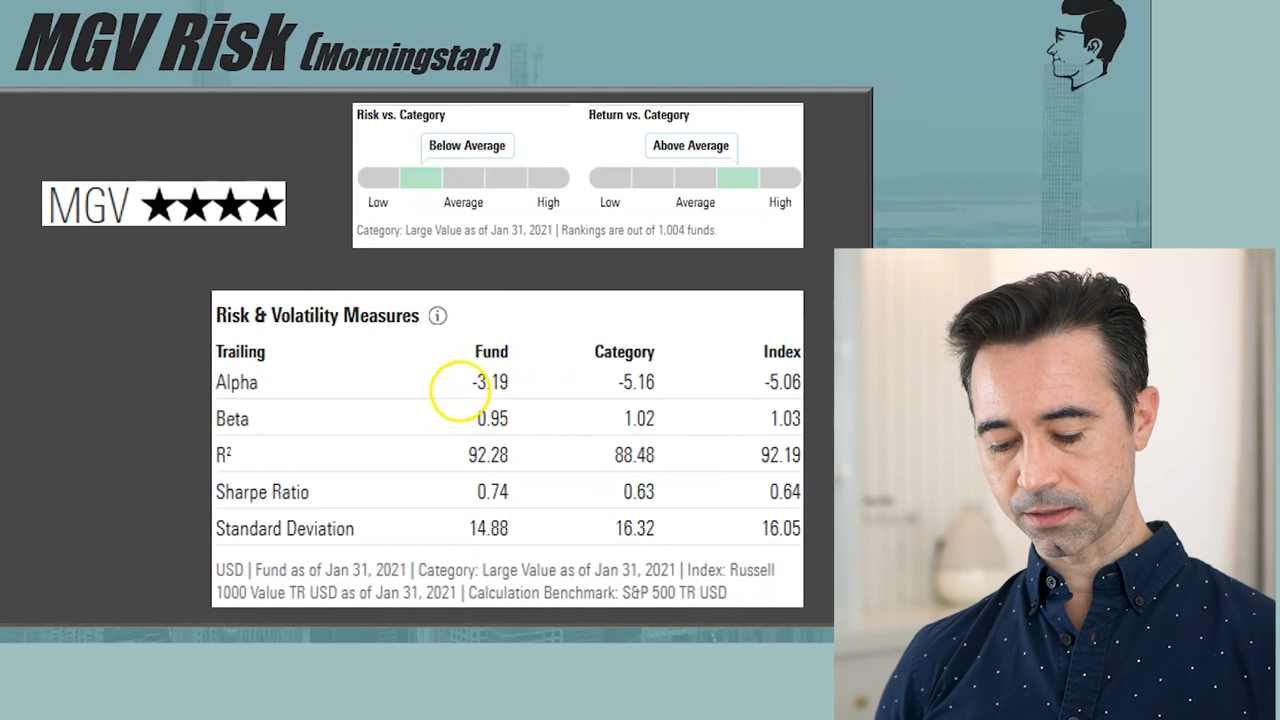 MGV Risk (Morningstar)
Risk vs. Category
Return vs. Category
Below Average
Above Average
Low Average High
Low Average High
Category: Large Value as of Jan 31, 2021 | Rankings are out of 1,004 funds.
MGV ★★★★
Risk & Volatility Measures
Trailing Fund Category Index
Alpha -3.19 -5.16 -5.06
Beta 0.95 1.02 1.03
R² 92.28 88.48 92.19
Sharpe Ratio 0.74 0.63 0.64
Standard Deviation 14.88 16.32 16.05
USD | Fund as of Jan 31, 2021 | Category: Large Value as of Jan 31, 2021 | Index: Russell
1000 Value TR USD as of Jan 31, 2021 | Calculation Benchmark: S&P 500 TR USD